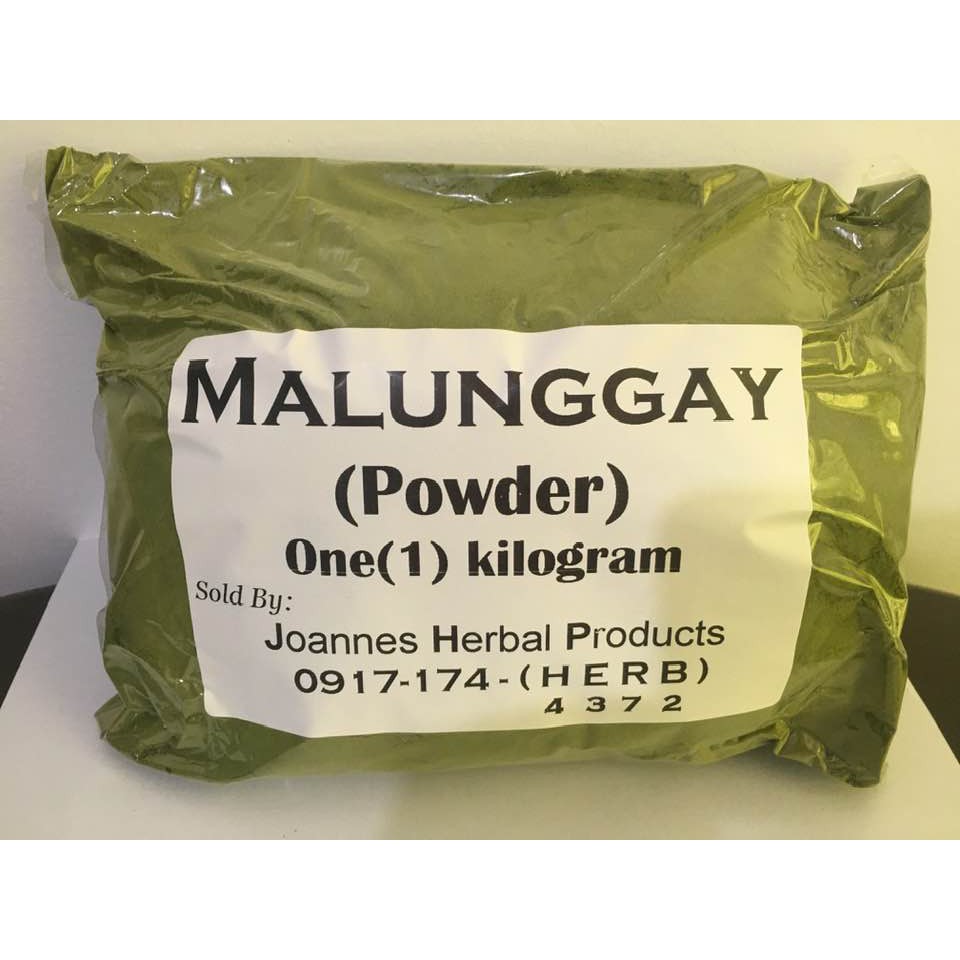 MALUNGGAY
(Powder)
One(1) kilogram
Sold By:
Joannes Herbal Products
0917-174-(HERB)
4372